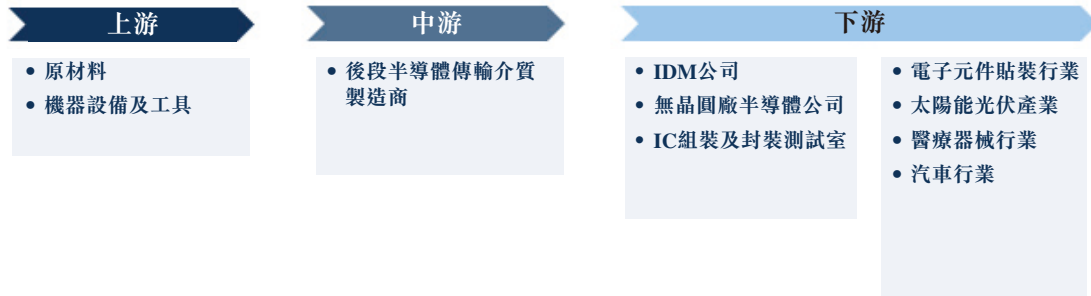 上游
• 原材料
• 機器設備及工具
中游
• 後段半導體傳輸介質
製造商
下游
• IDM公司
• 無晶圓廠半導體公司
• IC組裝及封裝測試室
• 電子元件貼裝行業
• 太陽能光伏產業
• 醫療器械行業
• 汽車行業